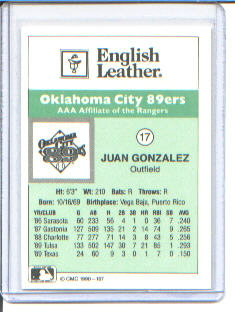 English
Leather®
Oklahoma City 89ers
AAA Affiliate of the Rangers
17
JUAN GONZALEZ
Outfield
Ht: 6'3" Wt: 210 Bats: R Throws: R
Born: 10/16/69 Birthplace: Vega Baja, Puerto Rico
YR/CLUB G AB H 2B 3B HR RBI SB AVG
'86 Sarasota 60 233 56 4 1 0 36 7 .240
'87 Gastonia 127 509 135 21 2 14 74 9 .265
'88 Charlotte 77 277 71 14 3 8 43 5 .256
'89 Tulsa 133 502 147 30 7 21 85 1 .293
'89 Texas 24 60 9 3 0 1 7 0 .150
© CMC 1990 - 167